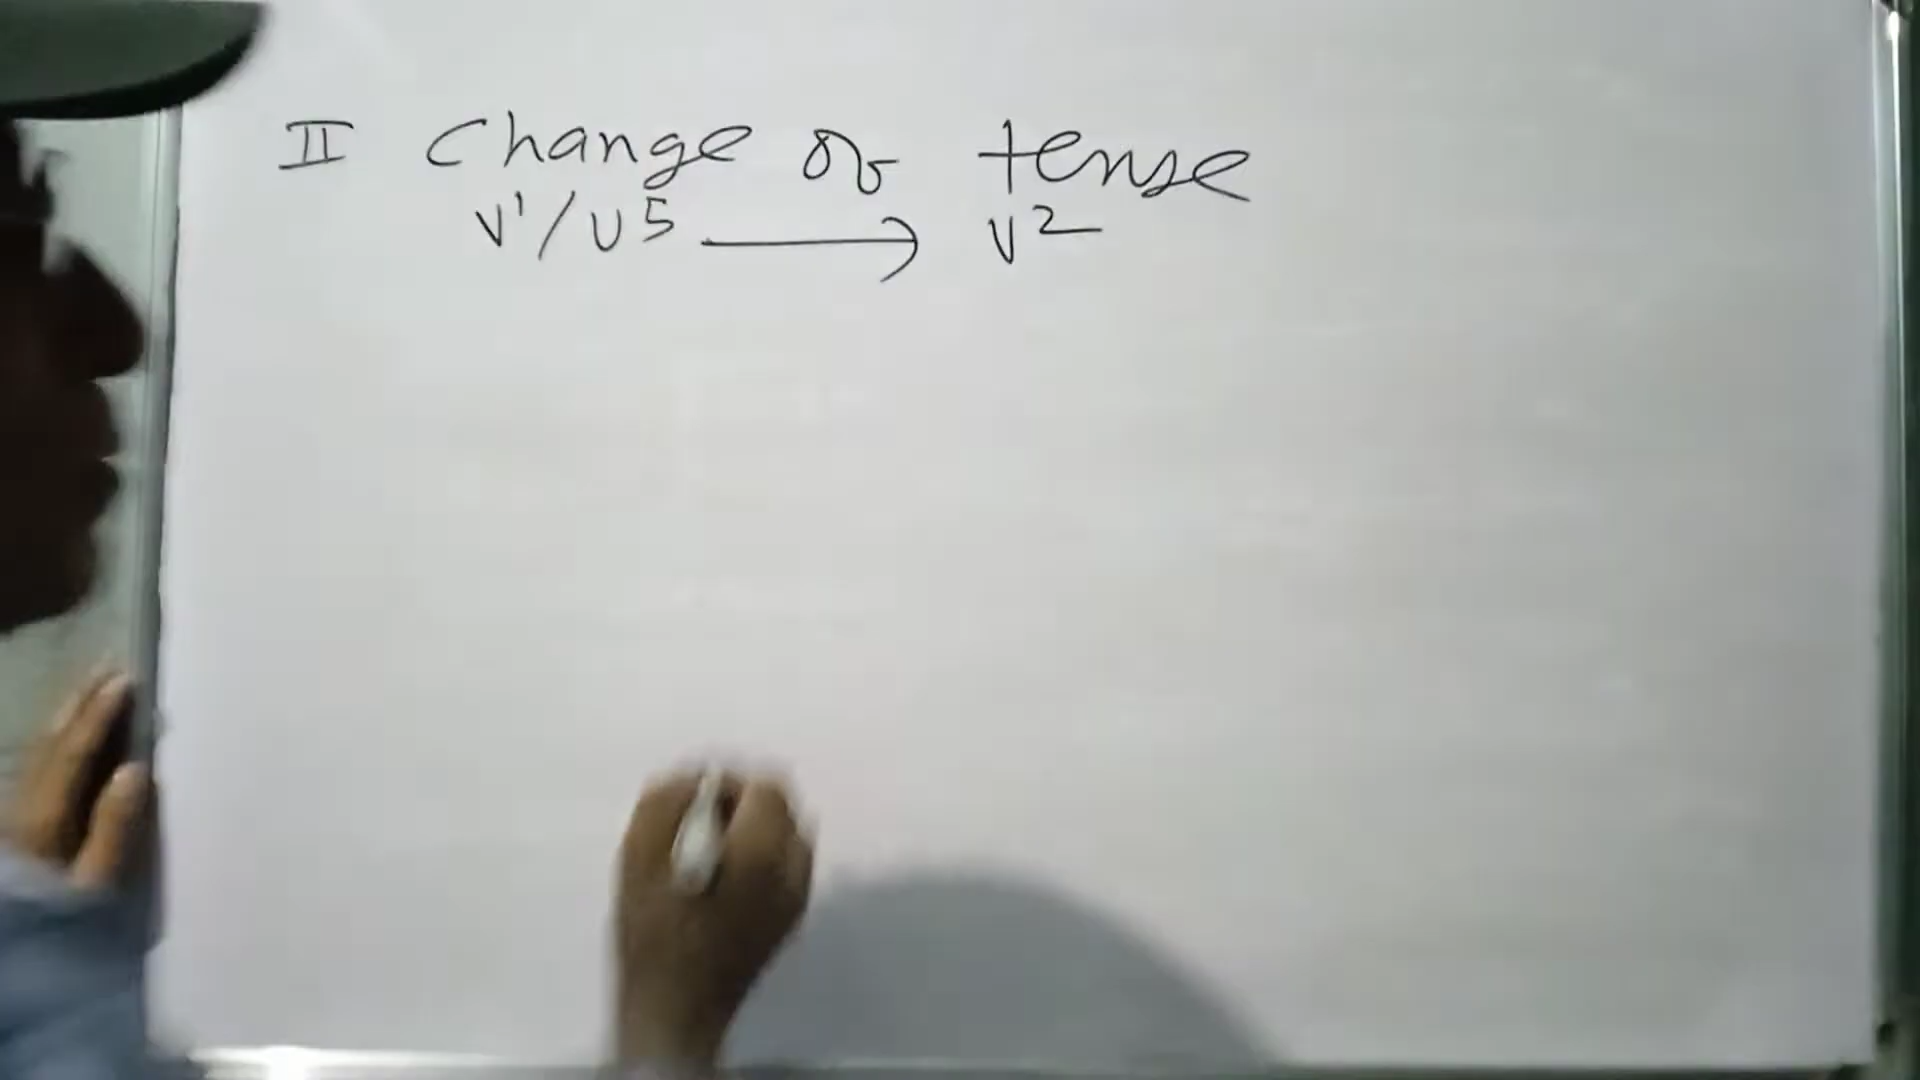 II Change of tense
V¹/V5 → V²